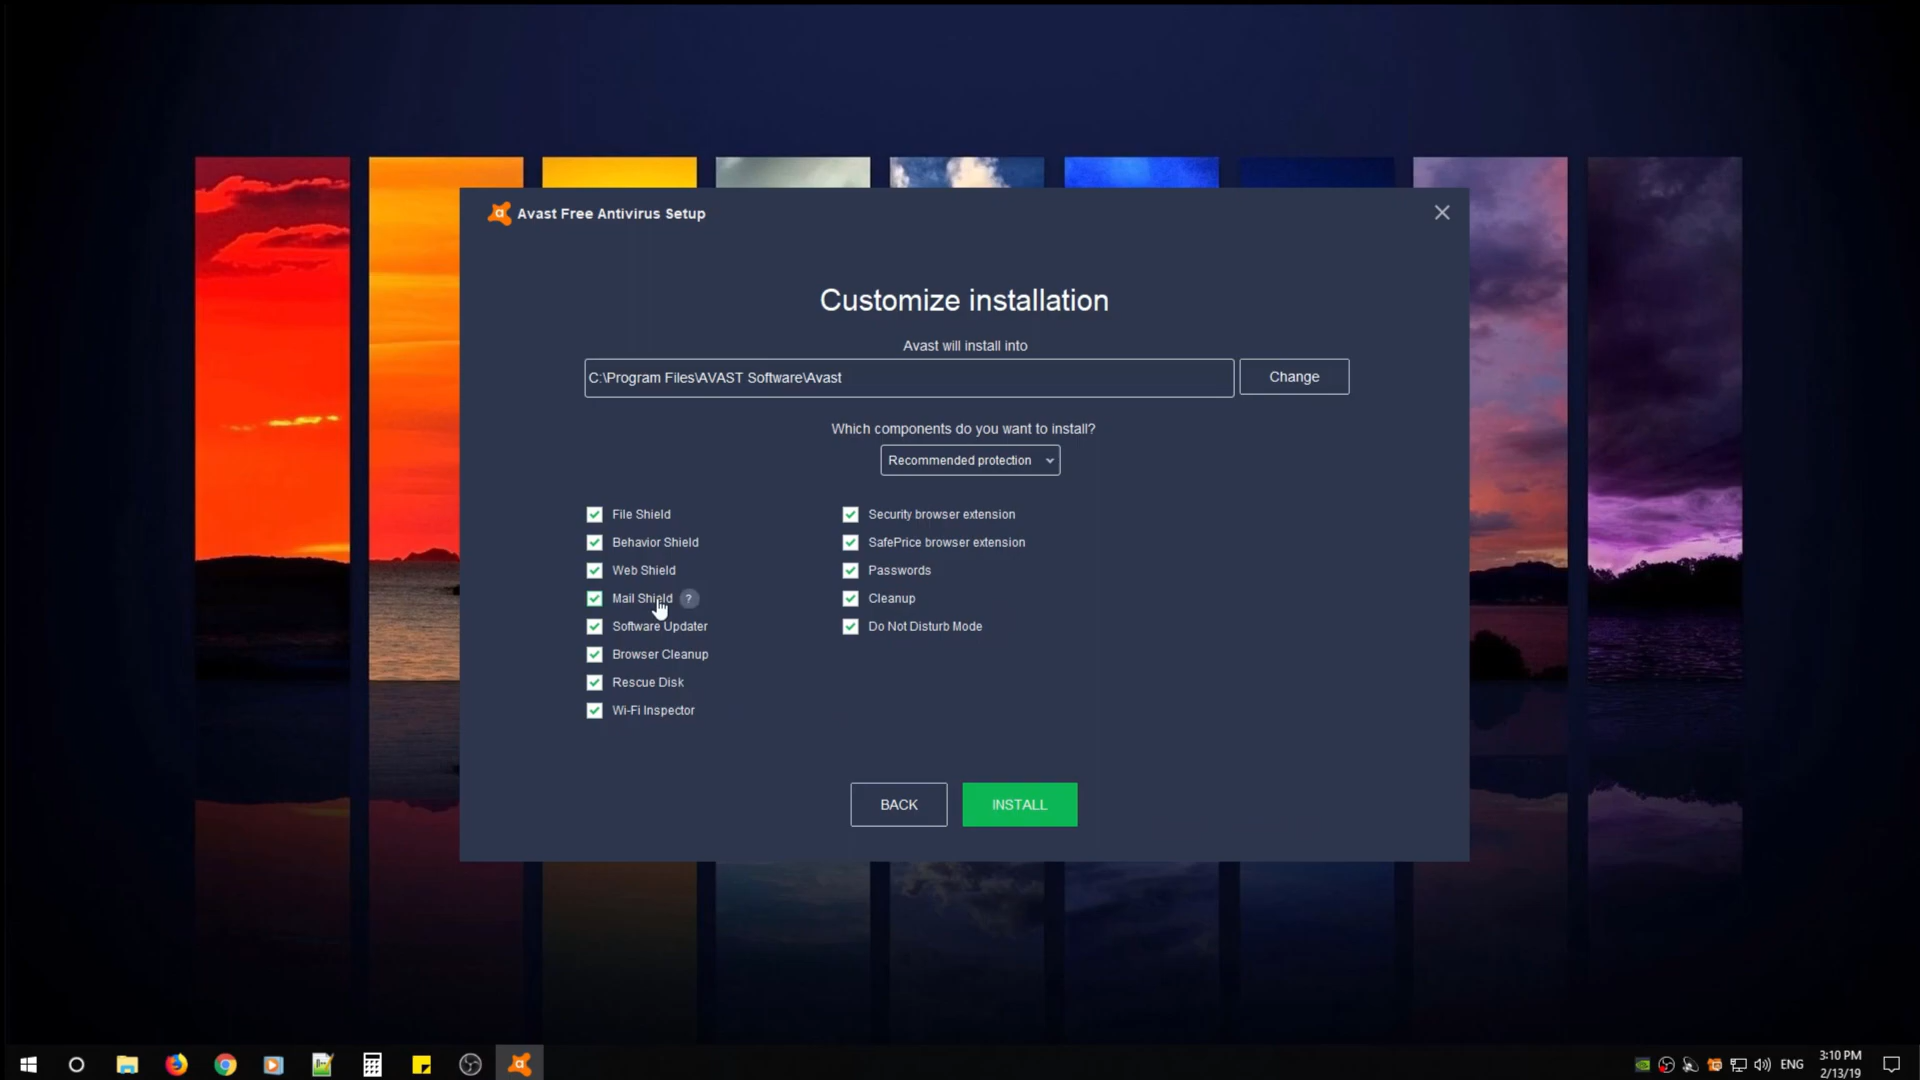 Avast Free Antivirus Setup
Customize installation
Avast will install into
C:\Program Files\AVAST Software\Avast
Change
Which components do you want to install?
Recommended protection
File Shield
Behavior Shield
Web Shield
Mail Shield ?
Software Updater
Browser Cleanup
Rescue Disk
Wi-Fi Inspector
Security browser extension
SafePrice browser extension
Passwords
Cleanup
Do Not Disturb Mode
BACK
INSTALL
ENG
3:10 PM
2/13/19